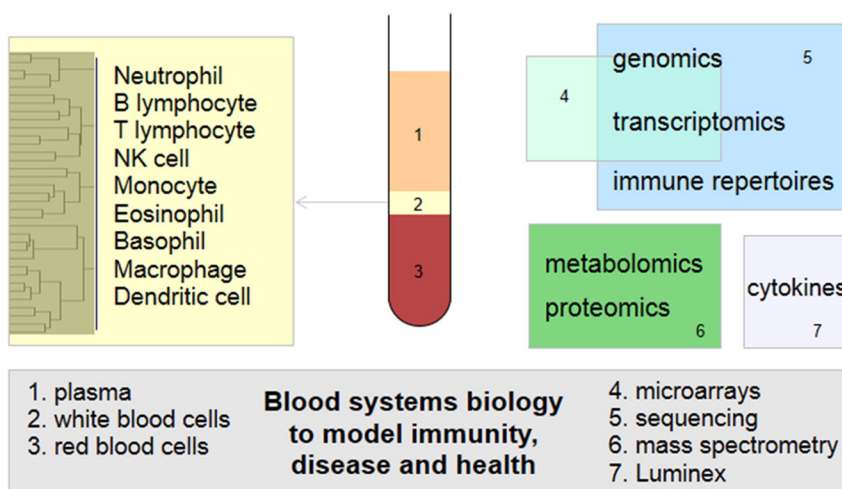 Neutrophil
B lymphocyte
T lymphocyte
NK cell
Monocyte
Eosinophil
Basophil
Macrophage
Dendritic cell
1
2
3
genomics
5
4
transcriptomics
immune repertoires
metabolomics
proteomics
6
cytokines
7
1. plasma
2. white blood cells
3. red blood cells
Blood systems biology
to model immunity,
disease and health
4. microarrays
5. sequencing
6. mass spectrometry
7. Luminex